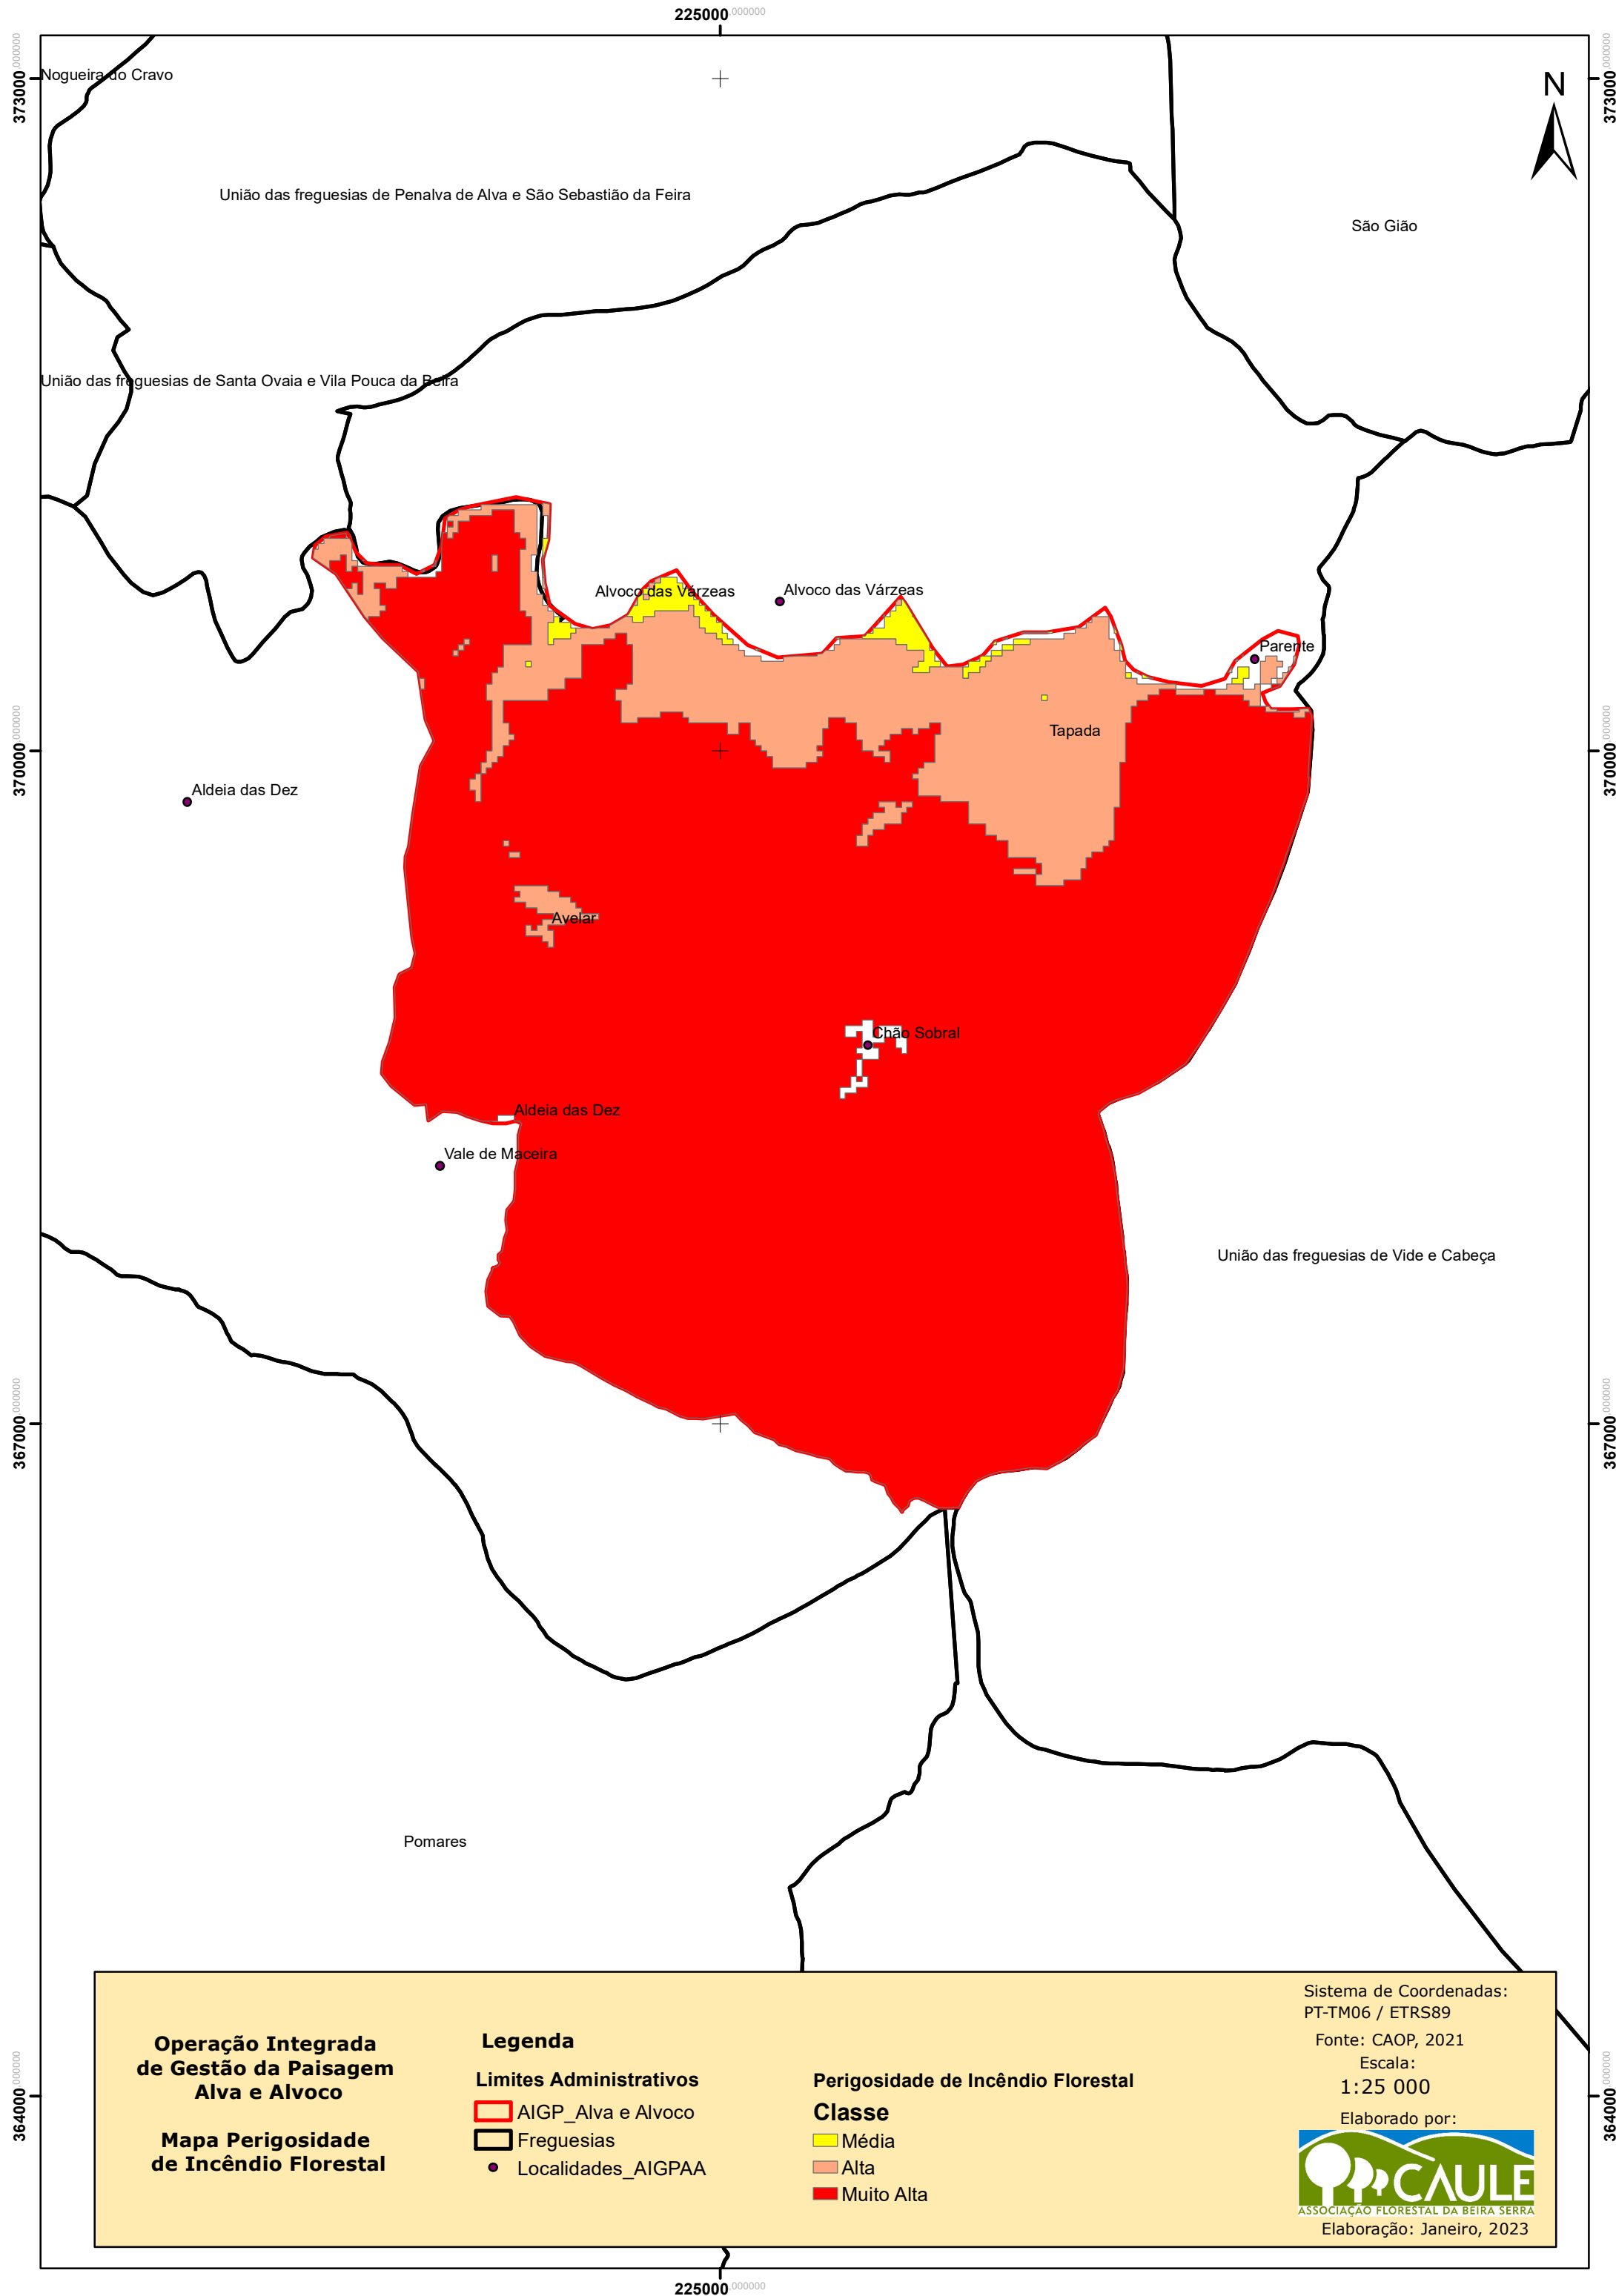 225000,000000
373000,000000
373000,000000
Nogueira do Cravo
N
União das freguesias de Penalva de Alva e São Sebastião da Feira
São Gião
União das freguesias de Santa Ovaia e Vila Pouca da Beira
Alvoco das Várzeas
Alvoco das Várzeas
Parente
Tapada
370000,000000
370000,000000
Aldeia das Dez
Avelar
Chão Sobral
Aldeia das Dez
Vale de Maceira
União das freguesias de Vide e Cabeça
367000,000000
367000,000000
Pomares
364000,000000
364000,000000
Operação Integrada
de Gestão da Paisagem
Alva e Alvoco
Mapa Perigosidade
de Incêndio Florestal
Legenda
Limites Administrativos
AIGP_Alva e Alvoco
Freguesias
Localidades_AIGPAA
Perigosidade de Incêndio Florestal
Classe
Média
Alta
Muito Alta
Sistema de Coordenadas:
PT-TM06 / ETRS89
Fonte: CAOP, 2021
Escala:
1:25 000
Elaborado por:
CAULE
ASSOCIAÇÃO FLORESTAL DA BEIRA SERRA
Elaboração: Janeiro, 2023
225000,000000